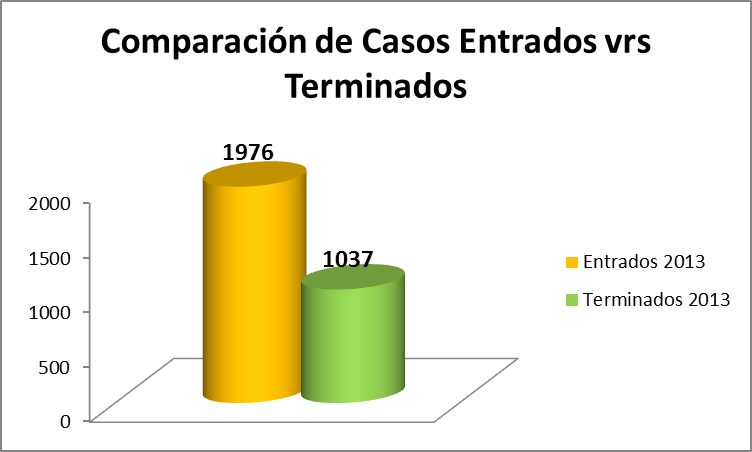 Comparación de Casos Entrados vrs
Terminados
1976
1037
2000
1500
1000
500
0
Entrados 2013
Terminados 2013